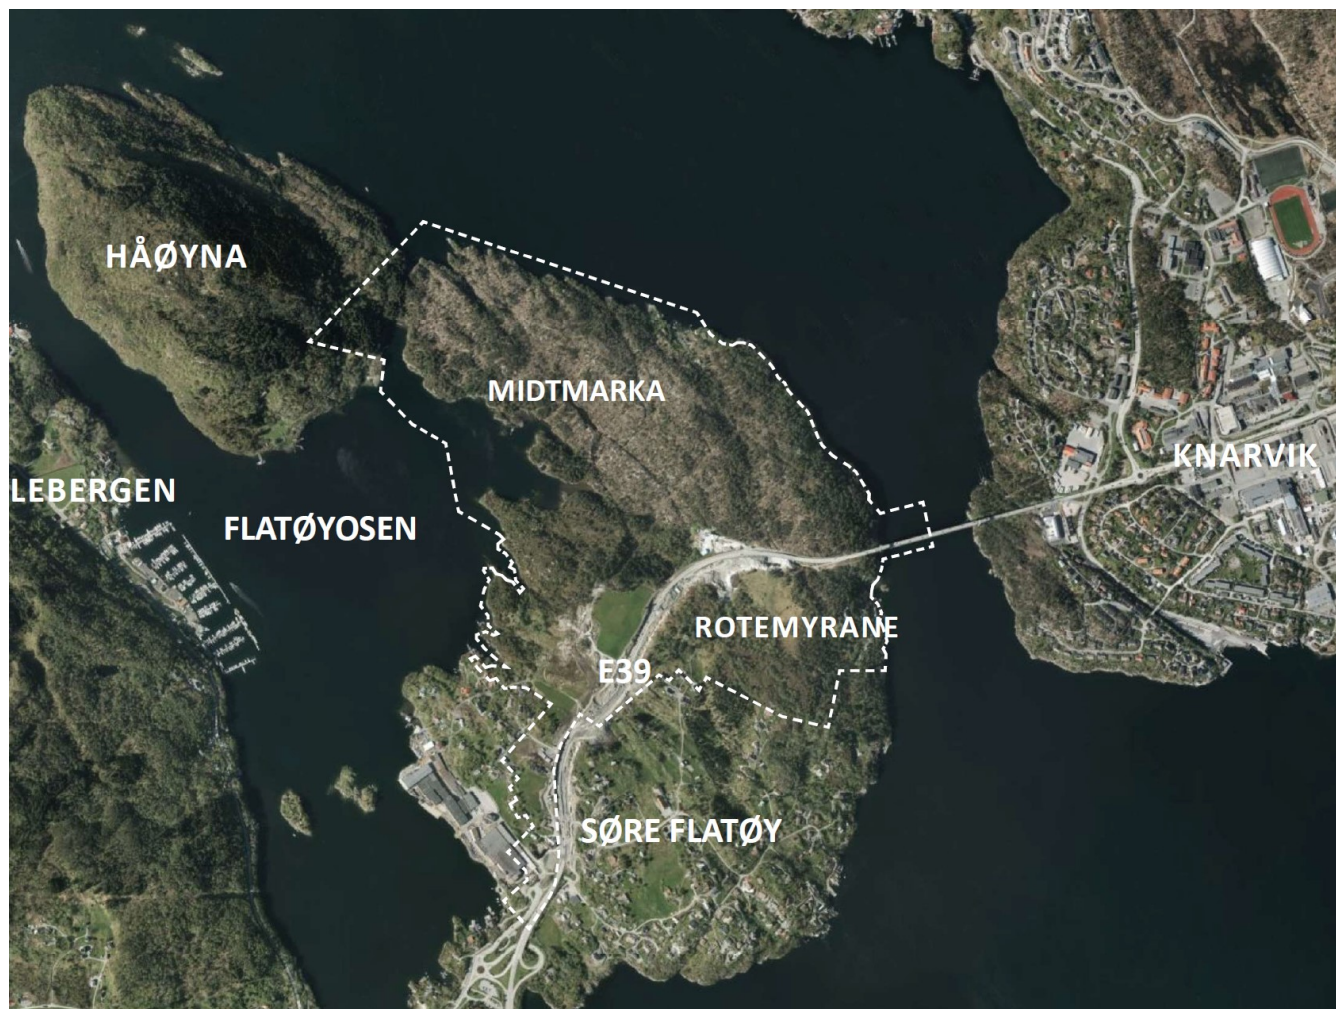 HÅØYNA
MIDTMARKA
KNARVIK
LEBERGEN
FLATØYOSEN
ROTEMYRANE
E39
SØRE FLATØY